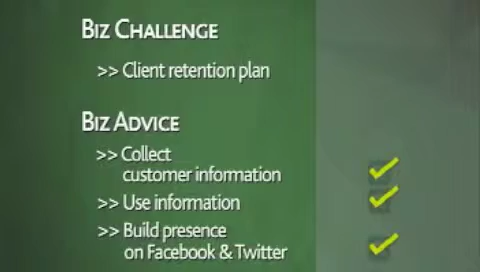 BIZ CHALLENGE
>> Client retention plan
BIZ ADVICE
>> Collect
customer information
>> Use information
>> Build presence
on Facebook & Twitter